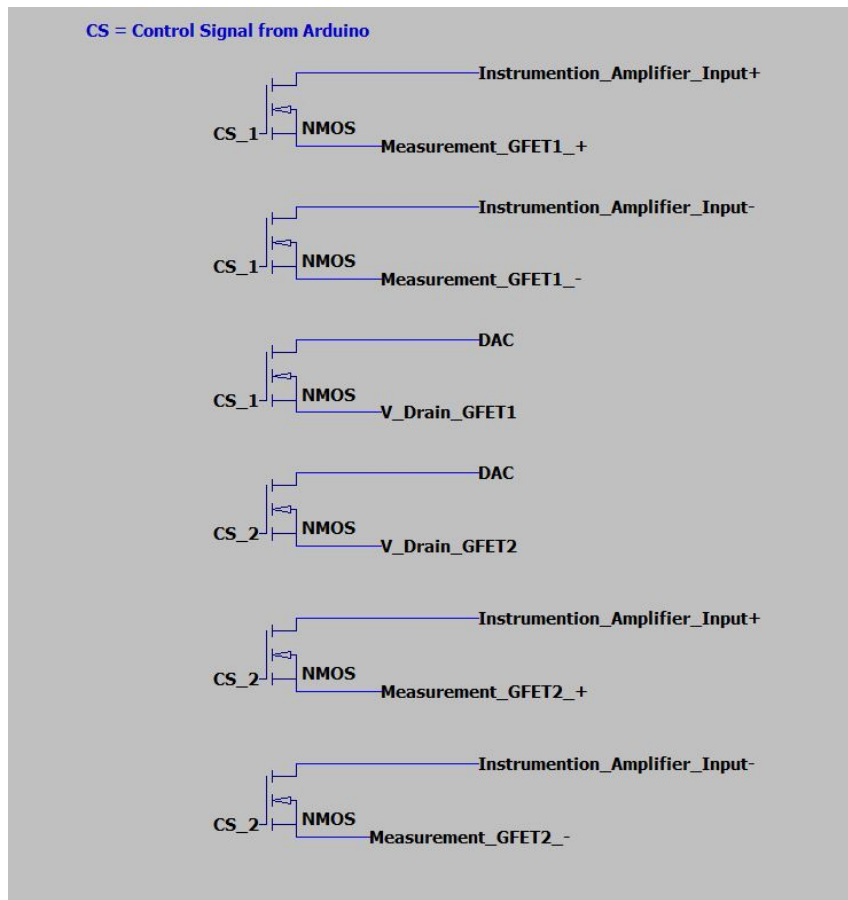 CS = Control Signal from Arduino
Instrumention_Amplifier_Input+
CS_1
NMOS
Measurement_GFET1_+
Instrumention_Amplifier_Input-
CS_1
NMOS
Measurement_GFET1_-
DAC
CS_1
NMOS
V_Drain_GFET1
DAC
CS_2
NMOS
V_Drain_GFET2
Instrumention_Amplifier_Input+
CS_2
NMOS
Measurement_GFET2_+
Instrumention_Amplifier_Input-
CS_2
NMOS
Measurement_GFET2_-